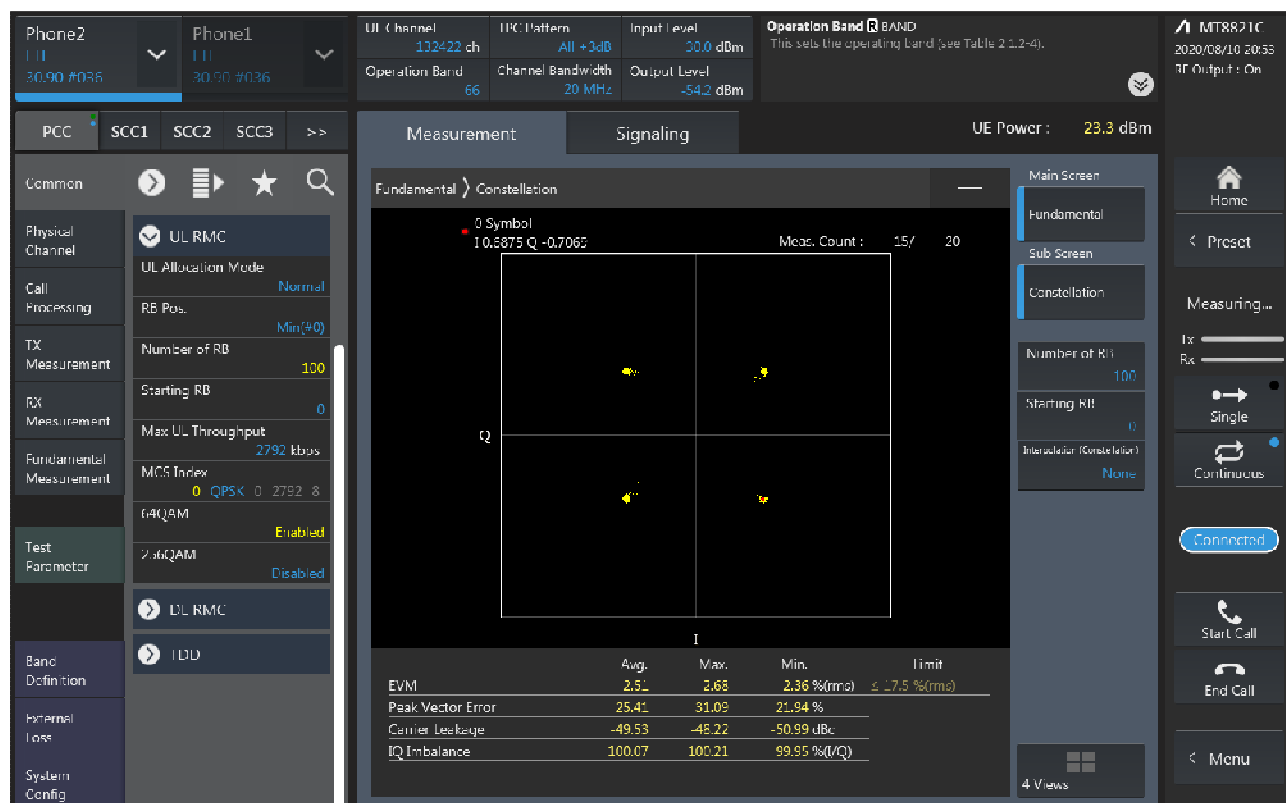 Phone2
LTE
30.90 #036
Phone1
LTE
30.90 #036
UL Channel
132422 ch
TPC Pattern
All +3dB
Input Level
30.0 dBm
Operation Band
66
Channel Bandwidth
20 MHz
Output Level
-54.2 dBm
Operation Band R BAND
This sets the operating band (see Table 2.1.2-4).
MT8821C
2020/08/10 20:53
RF Output : On
PCC
SCC1
SCC2
SCC3
>>
Measurement
Signaling
UE Power : 23.3 dBm
Common
Physical
Channel
Call
Processing
TX
Measurement
RX
Measurement
Fundamental
Measurement
Test
Parameter
Band
Definition
External
Loss
System
Config
UL RMC
UL Allocation Mode
Normal
RB Pos.
Min(#0)
Number of RB
100
Starting RB
0
Max UL Throughput
2792 kbps
MCS Index
0 QPSK 0 2792 8
64QAM
Enabled
256QAM
Disabled
DL RMC
TDD
Fundamental ❭ Constellation
0 Symbol
I 0.5875 Q -0.7065
Meas. Count : 15/ 20
Q
I
Avg. Max. Min. Limit
EVM 2.51 2.68 2.36 %(rms) ≤ 17.5 %(rms)
Peak Vector Error 25.41 31.09 21.94 %
Carrier Leakage -49.53 -48.22 -50.99 dBc
IQ Imbalance 100.07 100.21 99.95 %(I/Q)
Main Screen
Fundamental
Sub Screen
Constellation
Number of RB
100
Starting RB
0
Interpolation (Constellation)
None
4 Views
Home
< Preset
Measuring...
Tx
Rx
Single
Continuous
Connected
Start Call
End Call
< Menu